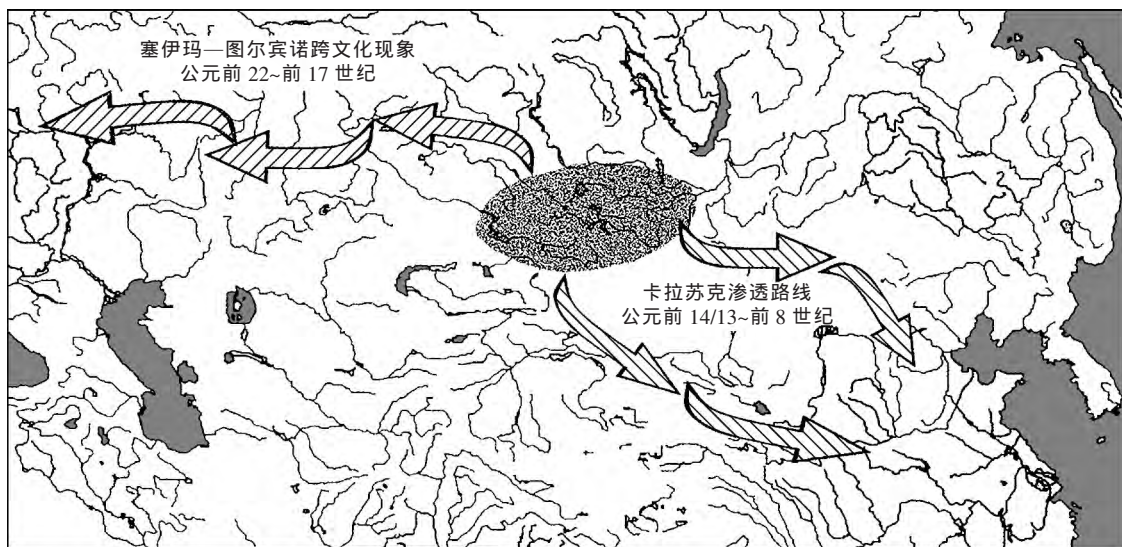 塞伊玛—图尔宾诺跨文化现象
公元前 22~前 17 世纪
卡拉苏克渗透路线
公元前 14/13~前 8 世纪